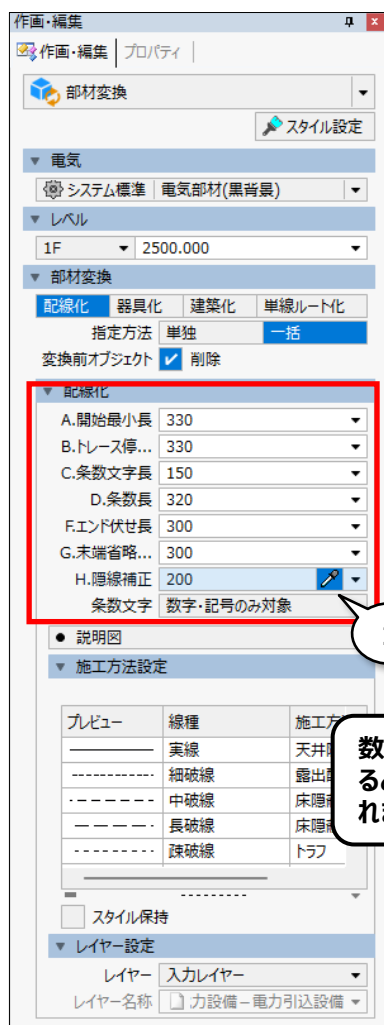 作画・編集
作画・編集 プロパティ
部材変換
スタイル設定
電気
システム標準 電気部材(黒背景)
レベル
1F 2500.000
部材変換
配線化 器具化 建築化 単線ルート化
指定方法 単独 一括
変換前オブジェクト 削除
配線化
A.開始最小長 330
B.トレース停... 330
C.条数文字長 150
D.条数長 320
F.エンド伏せ長 300
G.末端省略... 300
H.隠線補正 200
条数文字 数字・記号のみ対象
説明図
施工方法設定
プレビュー 線種 施工方
実線 天井
細破線 露出
中破線 床隠
長破線 床隠
疎破線 トラフ
数
る
れ
スタイル保持
レイヤー設定
レイヤー 入力レイヤー
レイヤー名称 力設備-電力引込設備